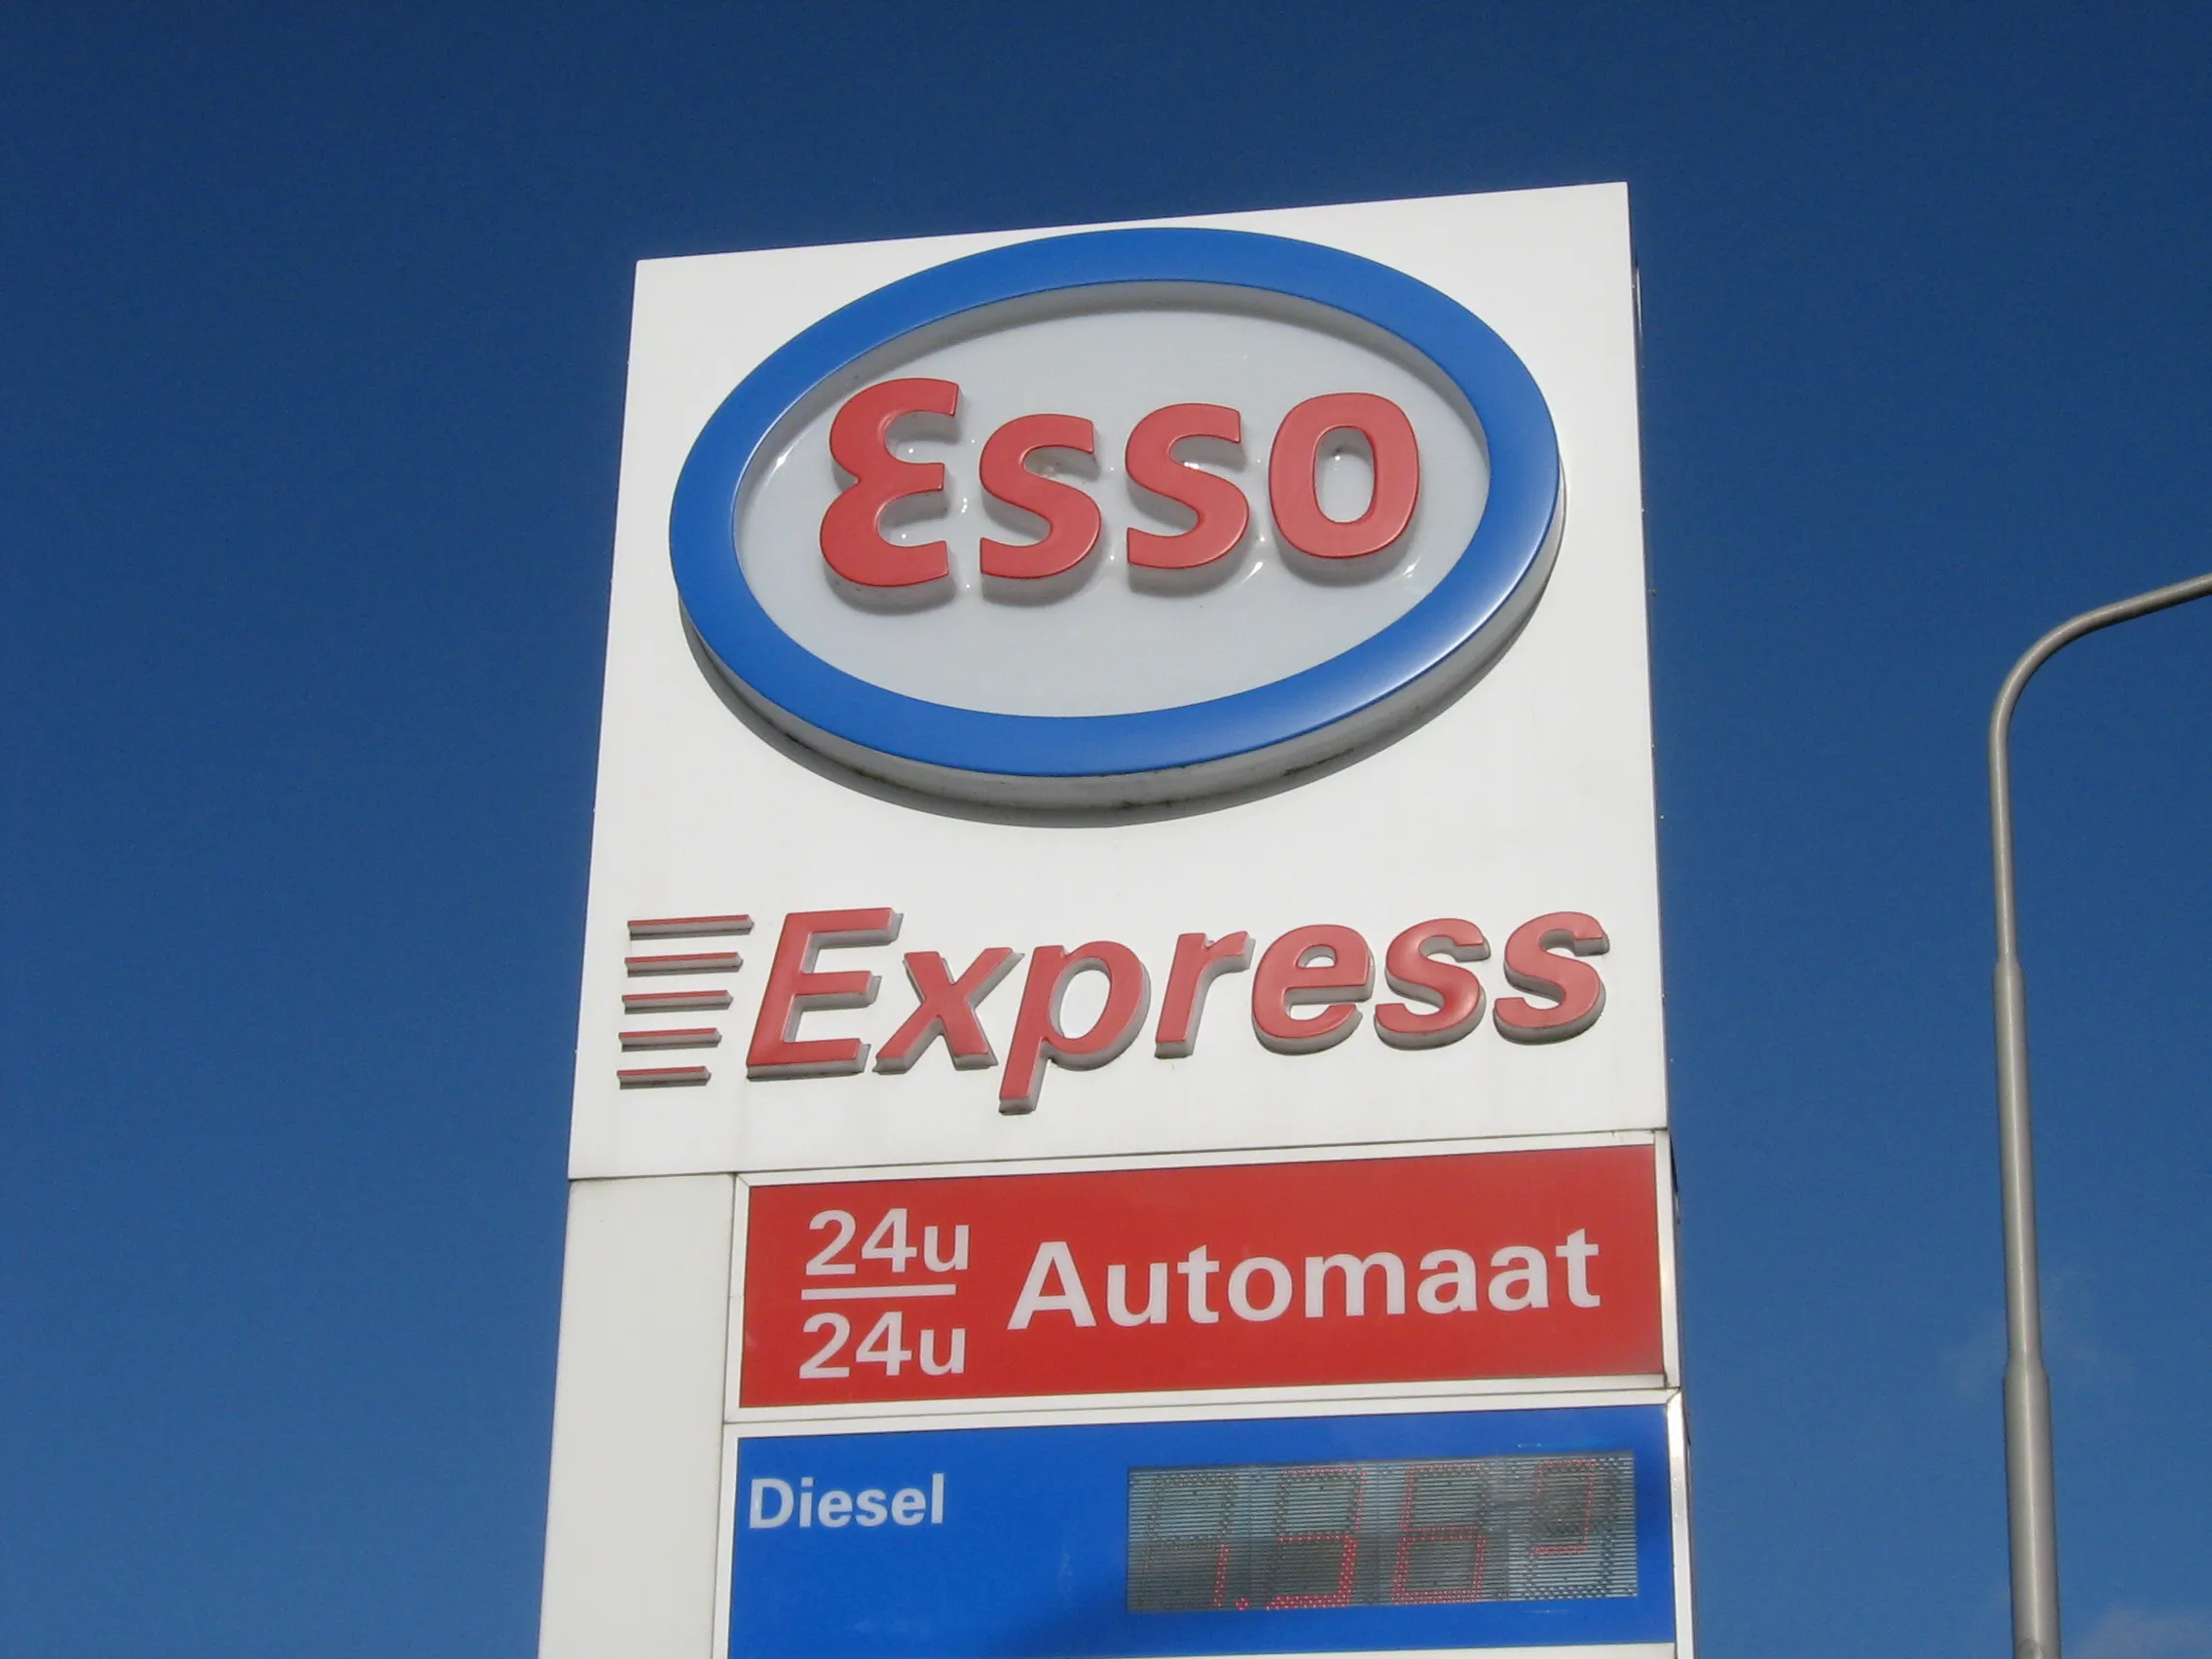 Esso
Express
24u
24u
Automaat
Diesel